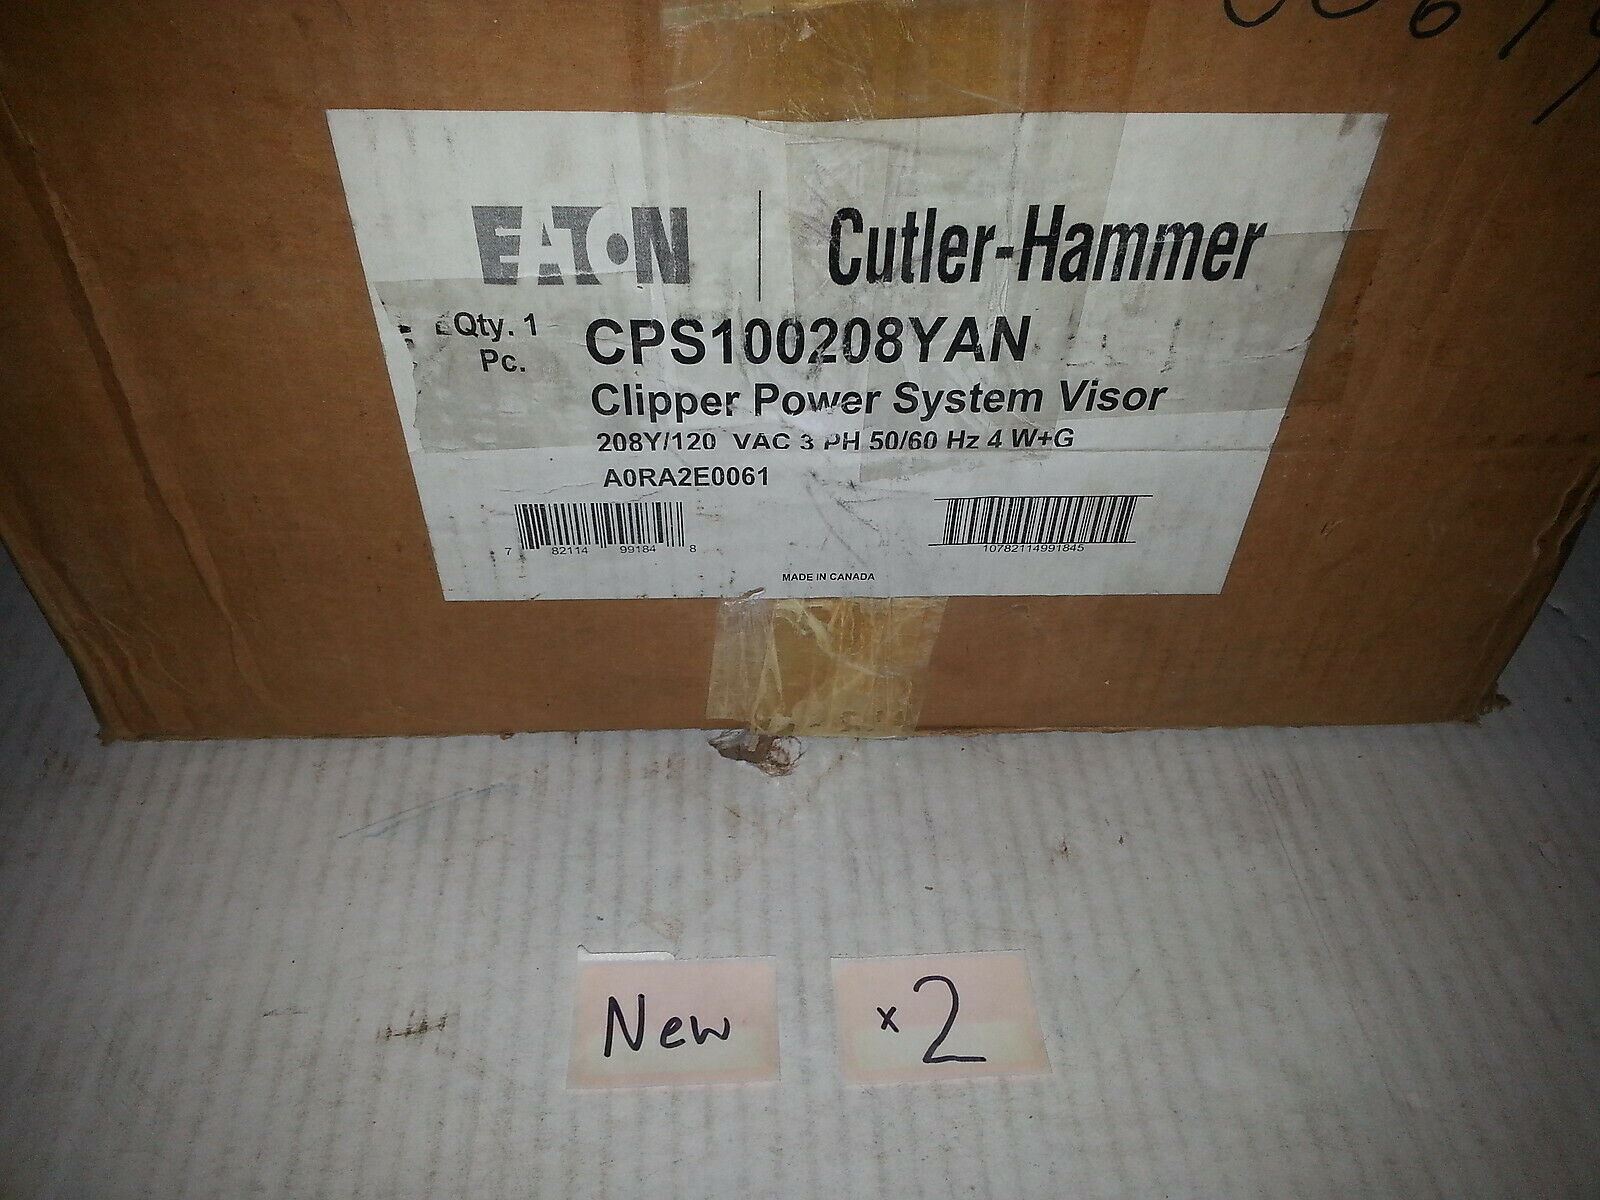 EATON
Cutler-Hammer
Qty. 1
Pc.
CPS100208YAN
Clipper Power System Visor
208Y/120 VAC 3 PH 50/60 Hz 4 W+G
A0RA2E0061
7 82114 99184 8
10782114991845
MADE IN CANADA
New
x2